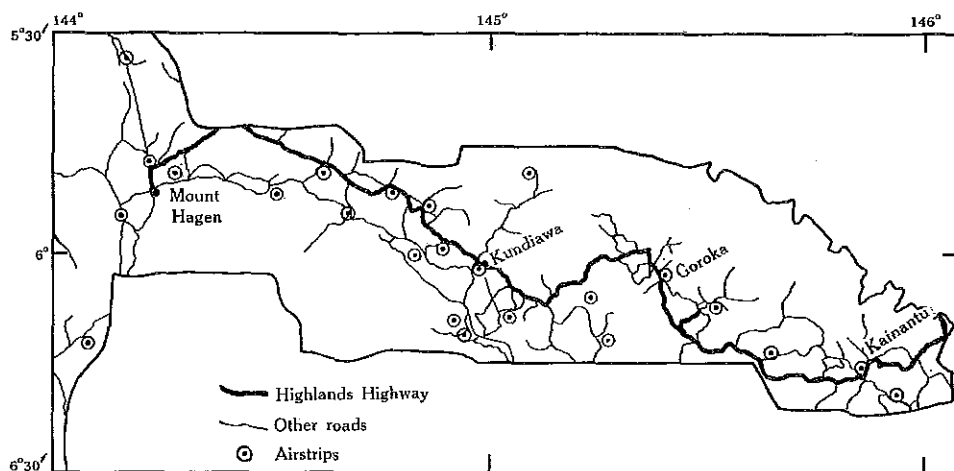 144°
145°
146°
5°30′
Mount
Hagen
6°
Kundiawa
Goroka
Kainantu
Highlands Highway
Other roads
Airstrips
6°30′